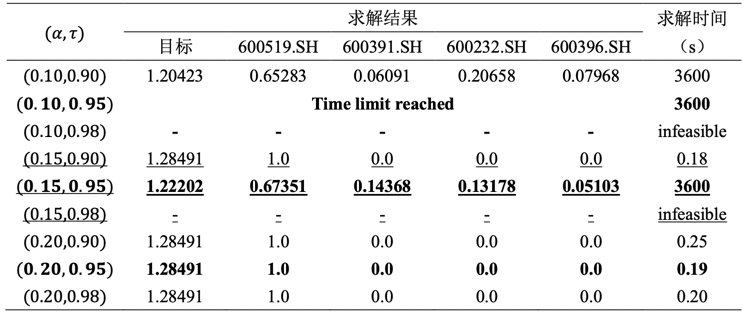 (α, τ) 求解结果 求解时间
目标 600519.SH 600391.SH 600232.SH 600396.SH （s）
(0.10,0.90) 1.20423 0.65283 0.06091 0.20658 0.07968 3600
(0.10,0.95) Time limit reached 3600
(0.10,0.98) - - - - - infeasible
(0.15,0.90) 1.28491 1.0 0.0 0.0 0.0 0.18
(0.15,0.95) 1.22202 0.67351 0.14368 0.13178 0.05103 3600
(0.15,0.98) - - - - - infeasible
(0.20,0.90) 1.28491 1.0 0.0 0.0 0.0 0.25
(0.20,0.95) 1.28491 1.0 0.0 0.0 0.0 0.19
(0.20,0.98) 1.28491 1.0 0.0 0.0 0.0 0.20